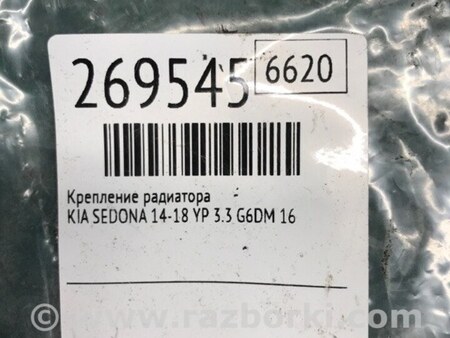 269545
6620
Крепление радиатора
KIA SEDONA 14-18 YP 3.3 G6DM 16
www.razborki.com